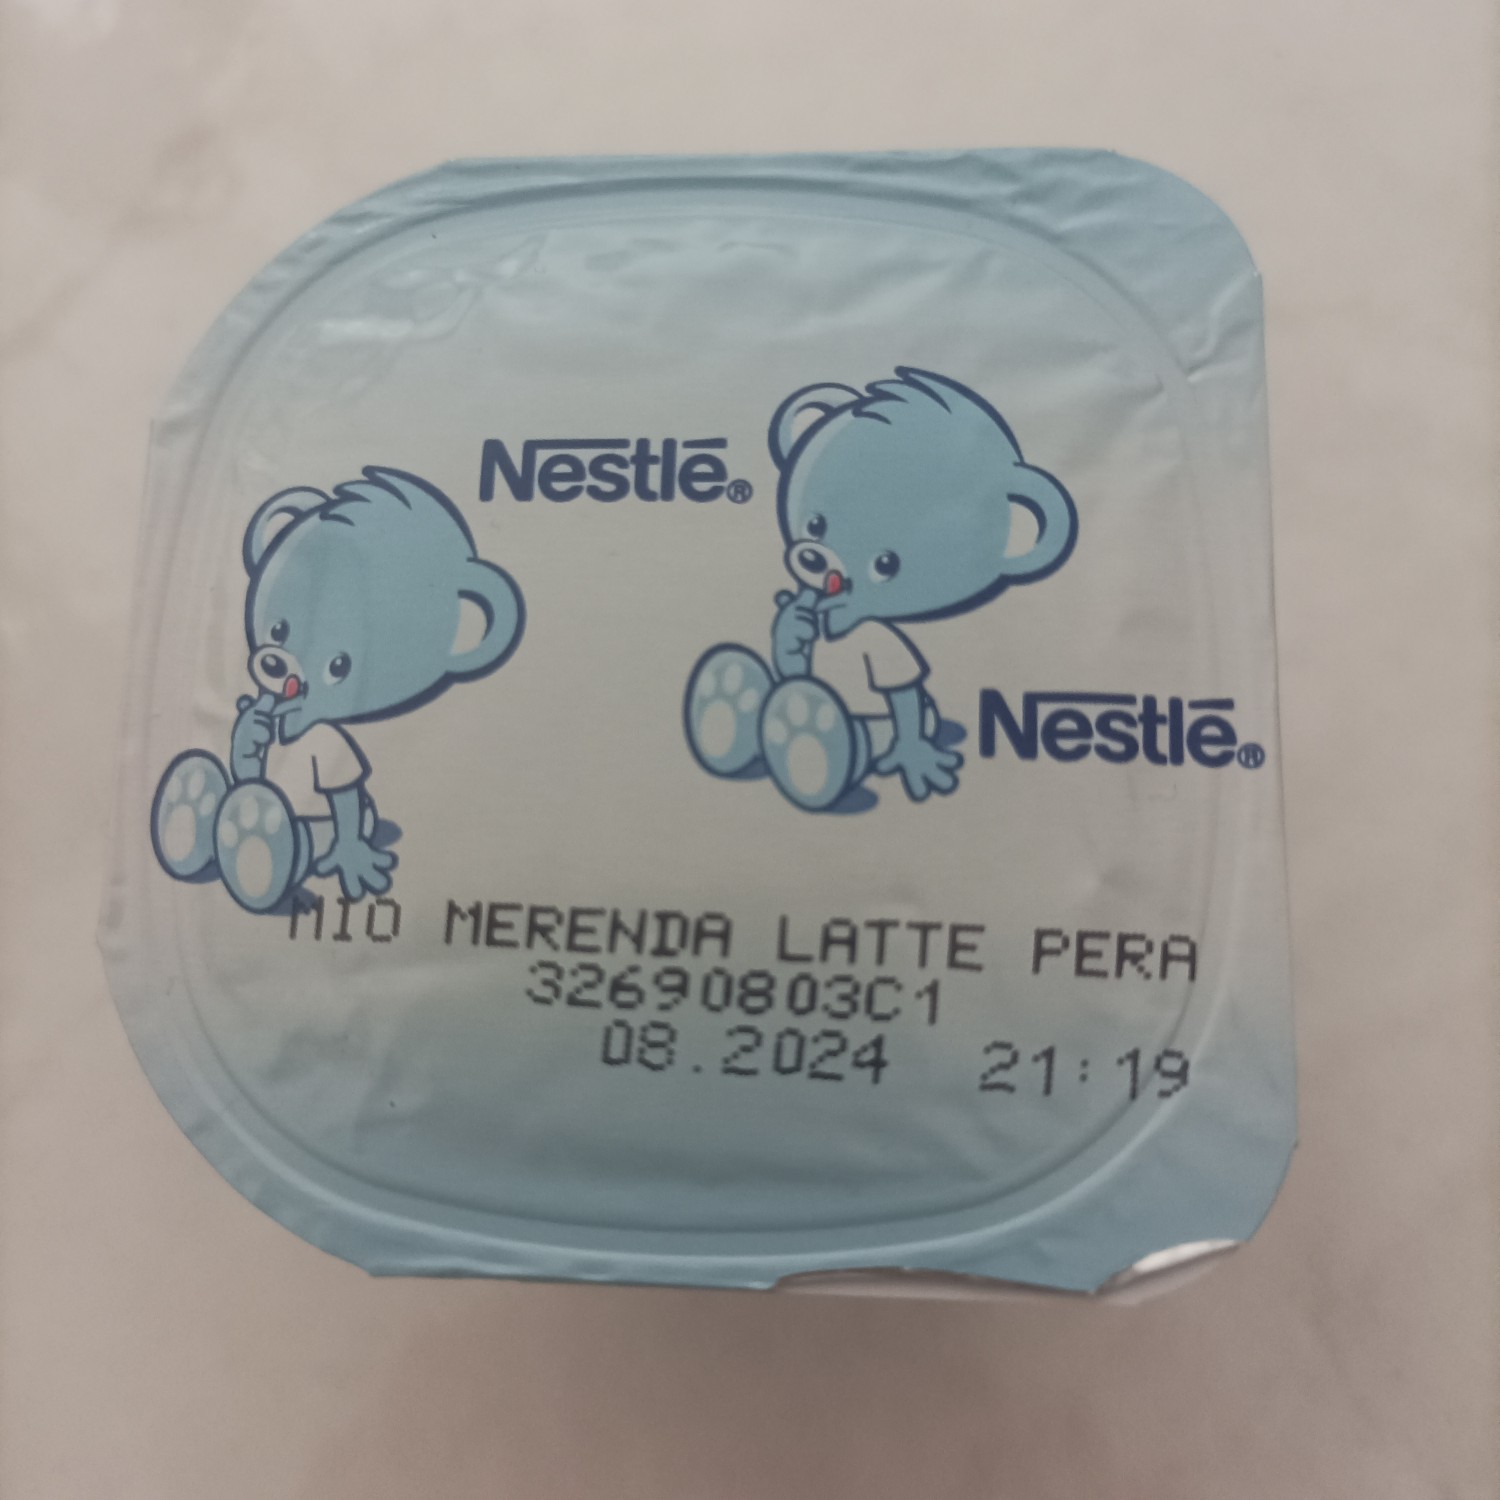 Nestlé®
Nestlé®
MIO MERENDA LATTE PERA
32690803C1
08.2024 21:19